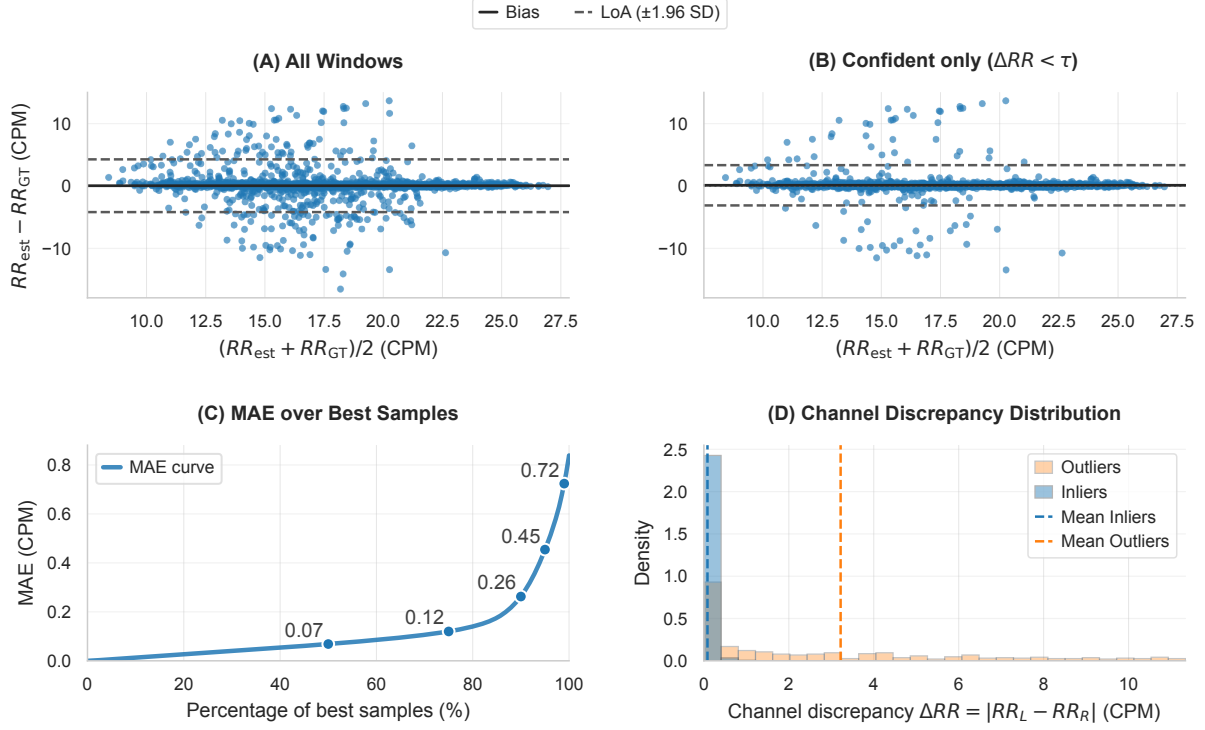 Bias LoA (±1.96 SD)
(A) All Windows
RR_est − RR_GT (CPM)
10
0
−10
10.0 12.5 15.0 17.5 20.0 22.5 25.0 27.5
(RR_est + RR_GT)/2 (CPM)
(B) Confident only (ΔRR < τ)
10
0
−10
10.0 12.5 15.0 17.5 20.0 22.5 25.0 27.5
(RR_est + RR_GT)/2 (CPM)
(C) MAE over Best Samples
MAE curve
MAE (CPM)
0.8
0.6
0.4
0.2
0.0
0.07
0.12
0.26
0.45
0.72
0 20 40 60 80 100
Percentage of best samples (%)
(D) Channel Discrepancy Distribution
Density
2.5
2.0
1.5
1.0
0.5
0.0
Outliers
Inliers
Mean Inliers
Mean Outliers
0 2 4 6 8 10
Channel discrepancy ΔRR = |RR_L − RR_R| (CPM)